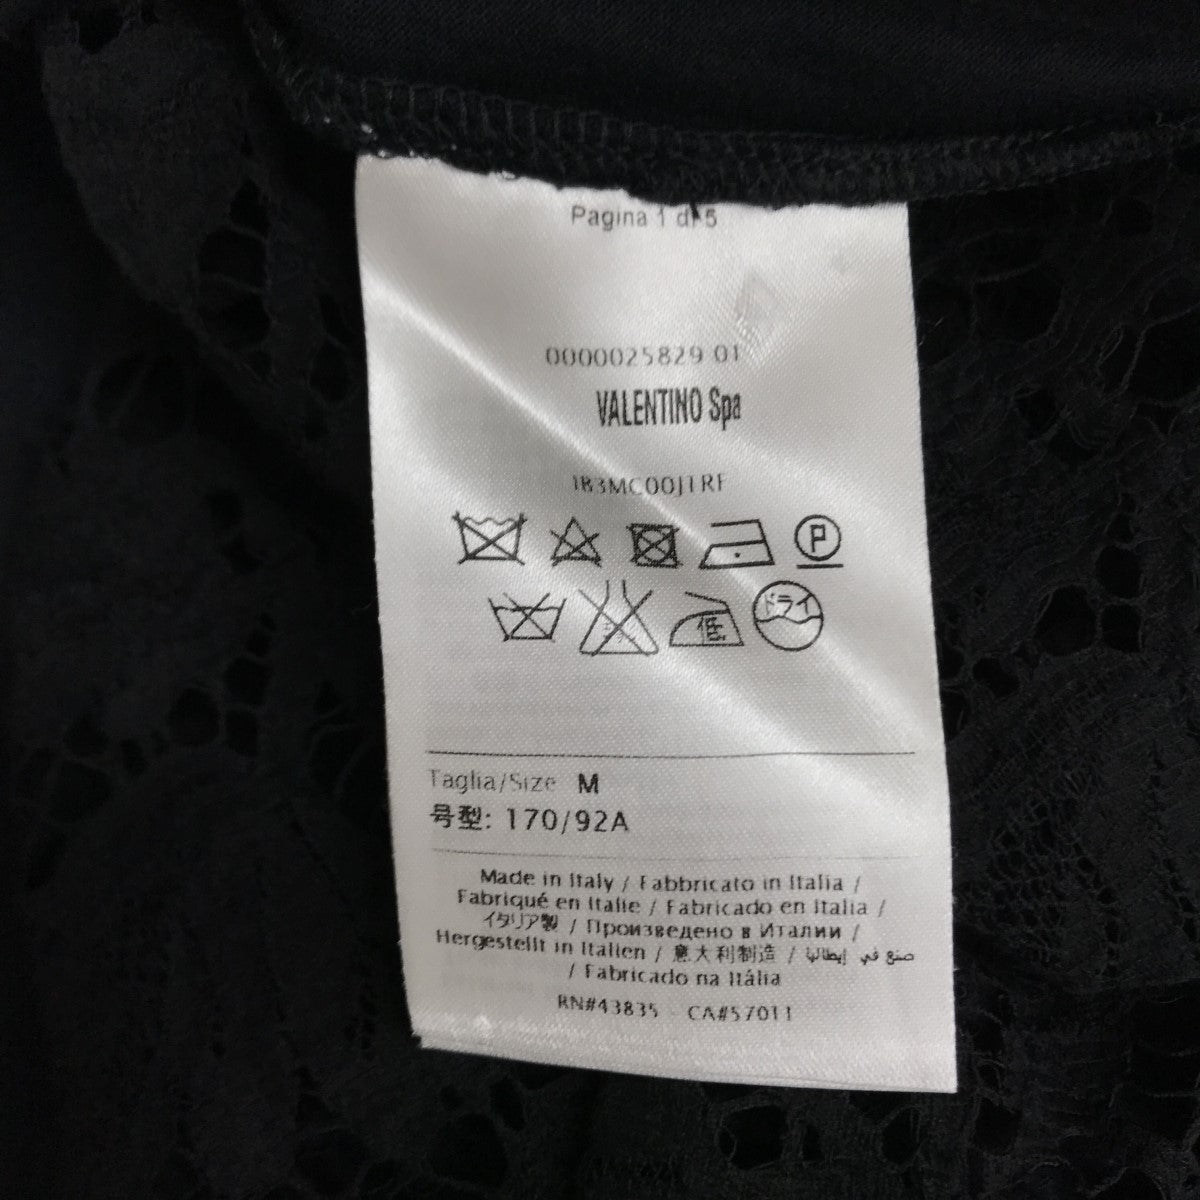 Pagina 1 di 5
0000025829 01
VALENTINO Spa
1B3MC00J1RF
P
低
ドライ
Taglia/Size M
号型: 170/92A
Made in Italy / Fabbricato in Italia /
Fabriqué en Italie / Fabricado en Italia /
イタリア製 / Произведено в Италии /
Hergestellt in Italien / 意大利制造 / صنع في إيطاليا
/ Fabricado na Itália
RN#43835 CA#57011